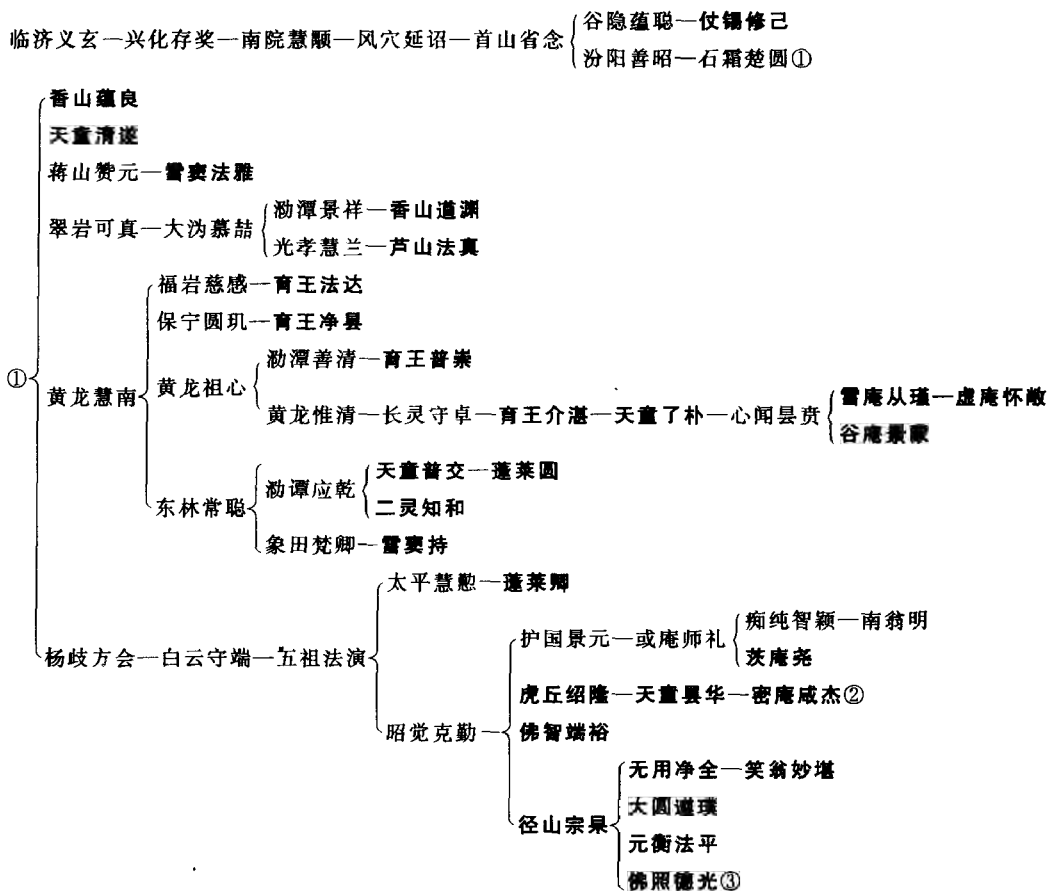 谷隐蕴聪—仗锡修己
临济义玄—兴化存奖—南院慧颙—风穴延诏—首山省念
汾阳善昭—石霜楚圆①
香山蕴良
天童清遂
蒋山赞元—雪窦法雅
泐潭景祥—香山道渊
翠岩可真—大沩慕喆
光孝慧兰—芦山法真
福岩慈感—育王法达
保宁圆玑—育王净昙
泐潭善清—育王普崇
①
黄龙慧南
黄龙祖心
雪庵从瑾—虚庵怀敞
黄龙惟清—长灵守卓—育王介湛—天童了朴—心闻昙贲
谷庵景蒙
天童普交—蓬莱圆
泐谭应乾
东林常聪
二灵知和
象田梵卿—雪窦持
太平慧懃—蓬莱卿
痴纯智颖—南翁明
护国景元—或庵师礼
茨庵尧
杨歧方会—白云守端—五祖法演
虎丘绍隆—天童昙华—密庵咸杰②
昭觉克勤
佛智端裕
无用净全—笑翁妙堪
大圆遵璞
径山宗杲
元衡法平
佛照德光③